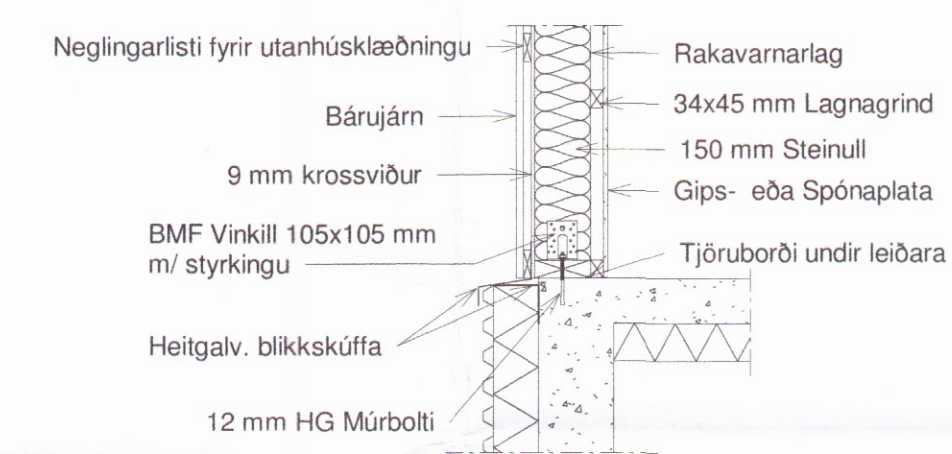 Neglingarlisti fyrir utanhúsklæðningu
Bárujárn
9 mm krossviður
BMF Vinkill 105x105 mm
m/ styrkingu
Heitgalv. blikkskúffa
12 mm HG Múrbolti
Rakavarnarlag
34x45 mm Lagnagrind
150 mm Steinull
Gips- eða Spónaplata
Tjöruborði undir leiðara